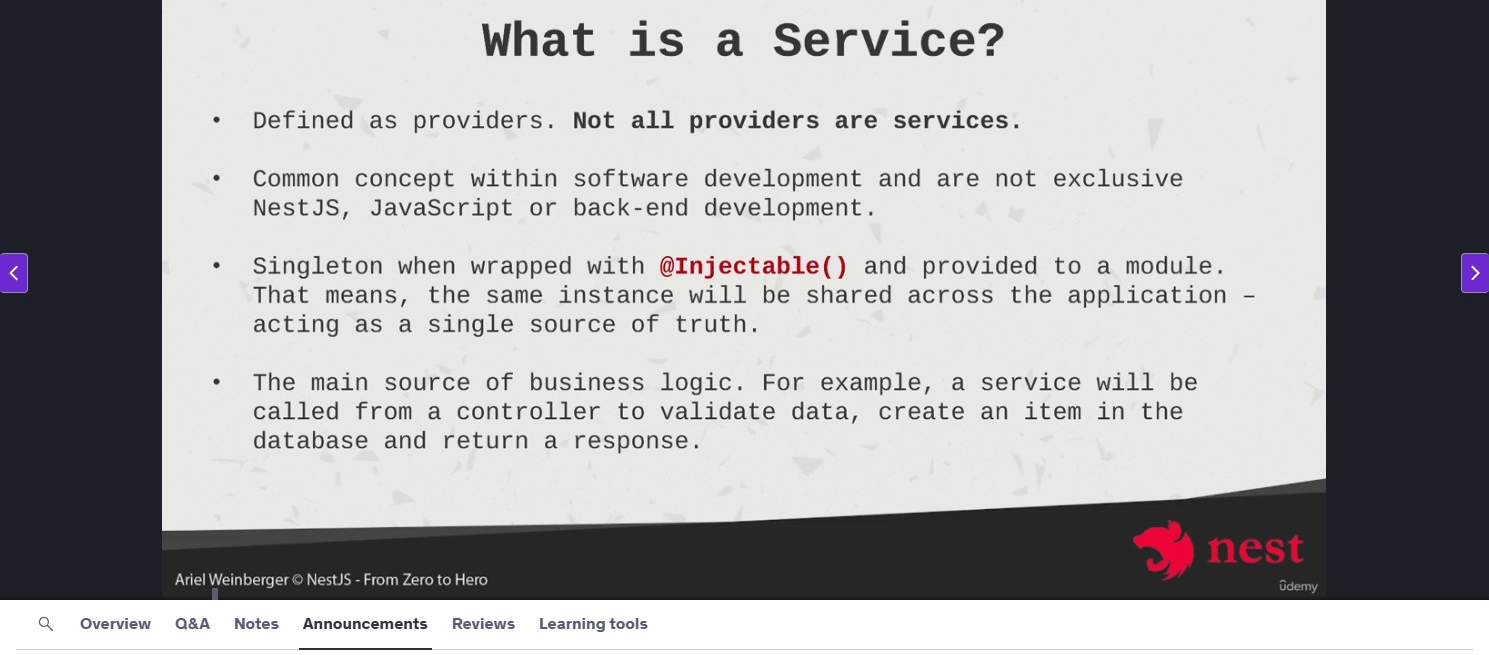 What is a Service?
• Defined as providers. Not all providers are services.
• Common concept within software development and are not exclusive
NestJS, JavaScript or back-end development.
• Singleton when wrapped with @Injectable() and provided to a module.
That means, the same instance will be shared across the application –
acting as a single source of truth.
• The main source of business logic. For example, a service will be
called from a controller to validate data, create an item in the
database and return a response.
nest
Ariel Weinberger © NestJS - From Zero to Hero
ûdemy
Overview Q&A Notes Announcements Reviews Learning tools